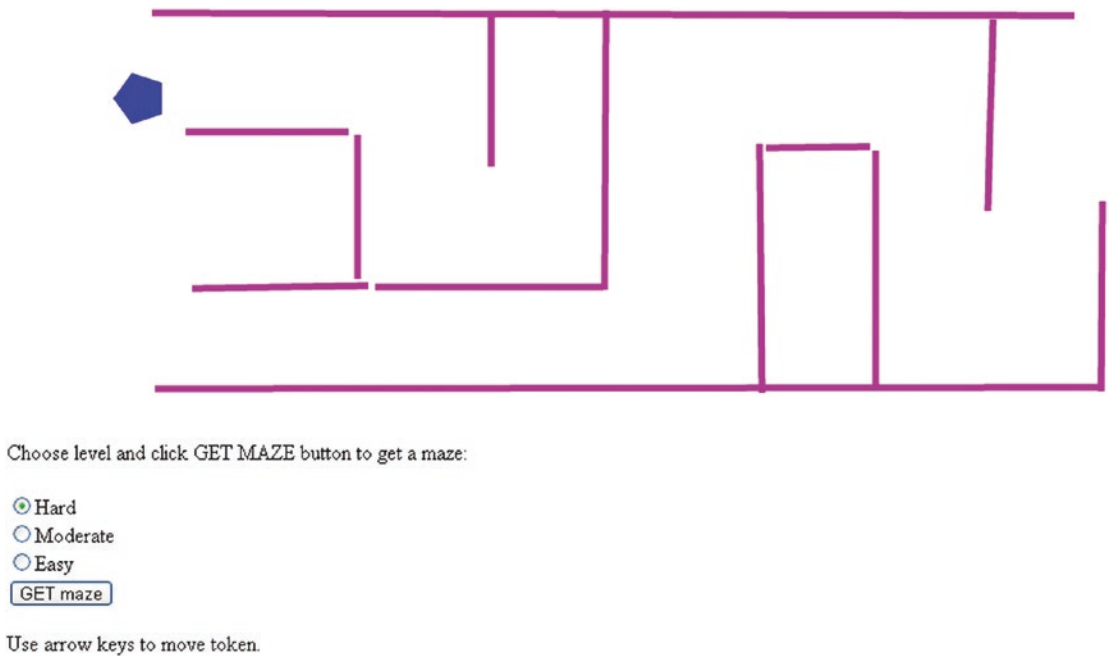 Choose level and click GET MAZE button to get a maze:
Hard
Moderate
Easy
GET maze
Use arrow keys to move token.